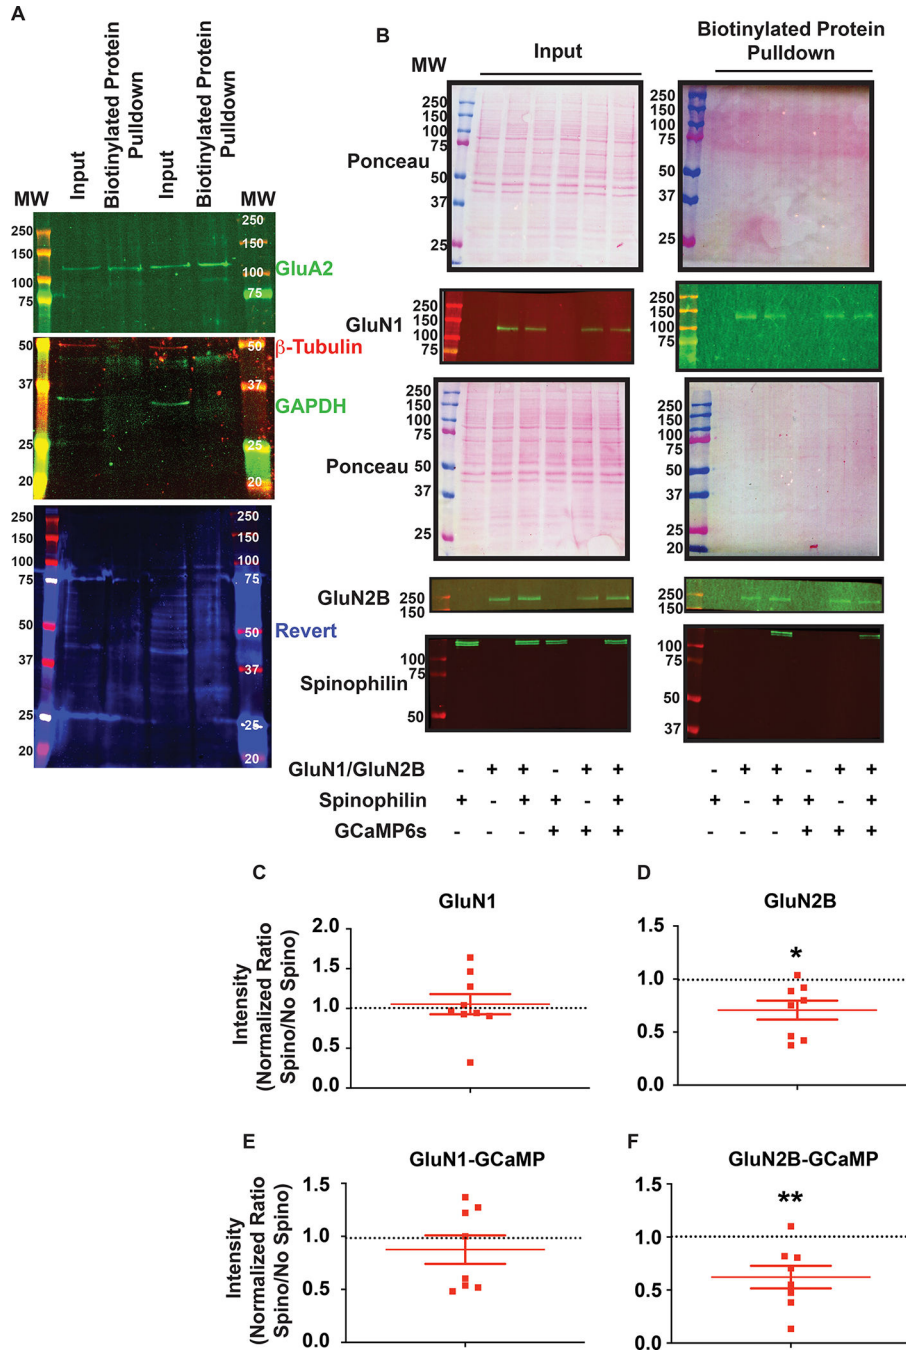 A
Input
Biotinylated Protein
Pulldown
Input
Biotinylated Protein
Pulldown
MW
MW
250
150
100
75
250
150
100
75
GluA2
50
37
25
20
50
37
25
20
β-Tubulin
GAPDH
250
150
100
75
50
37
25
20
250
150
100
75
50
37
25
20
Revert
B
MW
Input
Biotinylated Protein
Pulldown
Ponceau
250
150
100
75
50
37
25
250
150
100
75
50
37
25
GluN1
250
150
100
75
250
150
100
75
Ponceau
250
150
100
75
50
37
25
250
150
100
75
50
37
25
20
GluN2B
250
150
250
150
Spinophilin
100
75
50
100
75
50
37
GluN1/GluN2B - + + - + + - + + - + +
Spinophilin + - + + - + + - + + - +
GCaMP6s - - - + + + - - - + + +
C
GluN1
Intensity
(Normalized Ratio
Spino/No Spino)
2.0
1.5
1.0
0.5
0.0
D
GluN2B
1.5
1.0
0.5
0.0
*
E
GluN1-GCaMP
Intensity
(Normalized Ratio
Spino/No Spino)
1.5
1.0
0.5
0.0
F
GluN2B-GCaMP
1.5
1.0
0.5
0.0
**